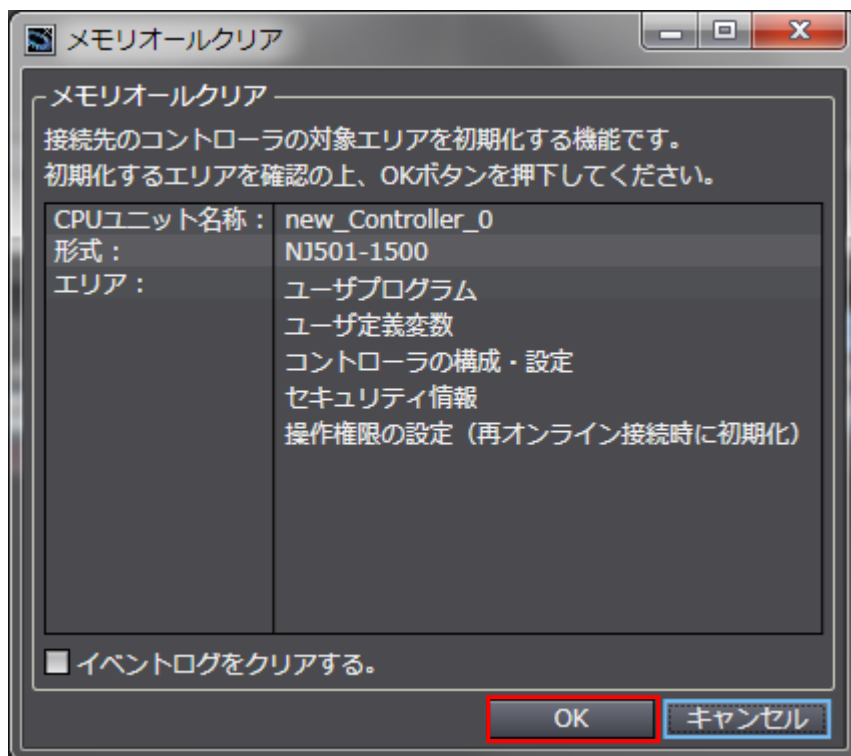 メモリオールクリア
メモリオールクリア
接続先のコントローラの対象エリアを初期化する機能です。
初期化するエリアを確認の上、OKボタンを押下してください。
CPUユニット名称： new_Controller_0
形式： NJ501-1500
エリア： ユーザプログラム
ユーザ定義変数
コントローラの構成・設定
セキュリティ情報
操作権限の設定（再オンライン接続時に初期化）
イベントログをクリアする。
OK キャンセル